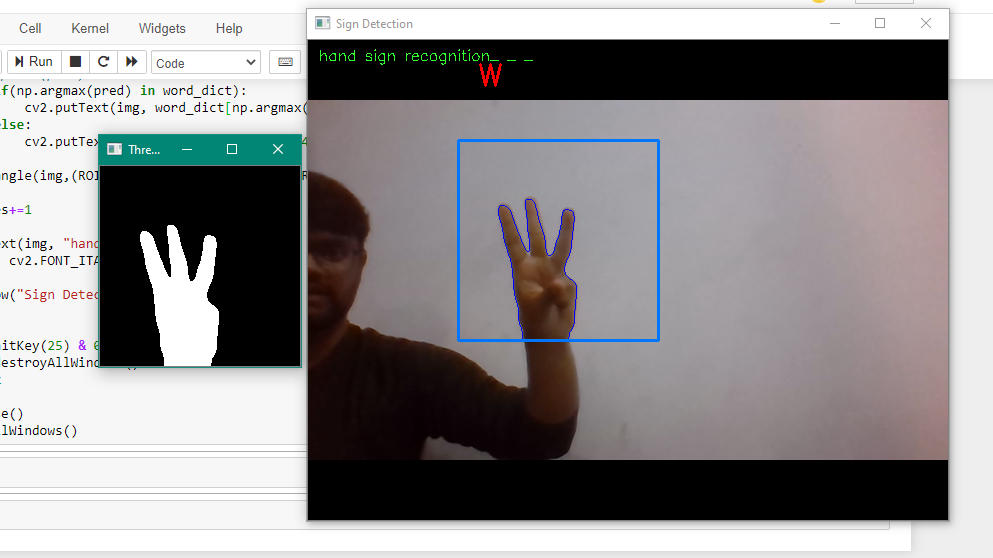 Cell Kernel Widgets Help
Run Code
f(np.argmax(pred) in word_dict):
cv2.putText(img, word_dict[np.argmax(
lse:
cv2.putTex
ngle(img,(ROI
s+=1
ext(img, "hand
cv2.FONT_ITA
w("Sign Detec
itKey(25) &
estroyAllWind
e()
lWindows()
Thre...
Sign Detection
hand sign recognition_ _ _
W